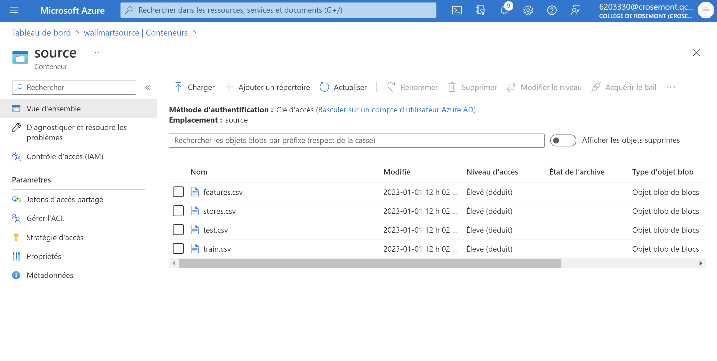 Microsoft Azure
Rechercher dans les ressources, services et documents (G+/)
9
6203830@crosemont.qc...
COLLÈGE DE ROSEMONT (CROSE...
Tableau de bord > wallmartsource | Conteneurs >
source ...
Conteneur
Rechercher
Charger
Ajouter un répertoire
Actualiser
Renommer
Supprimer
Modifier le niveau
Acquérir le bail
...
Vue d'ensemble
Diagnostiquer et résoudre les
problèmes
Contrôle d'accès (IAM)
Paramètres
Jetons d'accès partagé
Gérer l'ACL
Stratégie d'accès
Propriétés
Métadonnées
Méthode d'authentification : Clé d'accès (Basculer sur un compte d'utilisateur Azure AD)
Emplacement : source
Rechercher les objets blobs par préfixe (respect de la casse)
Afficher les objets supprimés
Nom Modifié Niveau d'accès État de l'archive Type d'objet blob
features.csv 2023-01-01 12 h 02 ... Élevé (déduit) Objet blob de blocs
stores.csv 2023-01-01 12 h 02 ... Élevé (déduit) Objet blob de blocs
test.csv 2023-01-01 12 h 02 ... Élevé (déduit) Objet blob de blocs
train.csv 2023-01-01 12 h 02 ... Élevé (déduit) Objet blob de blocs